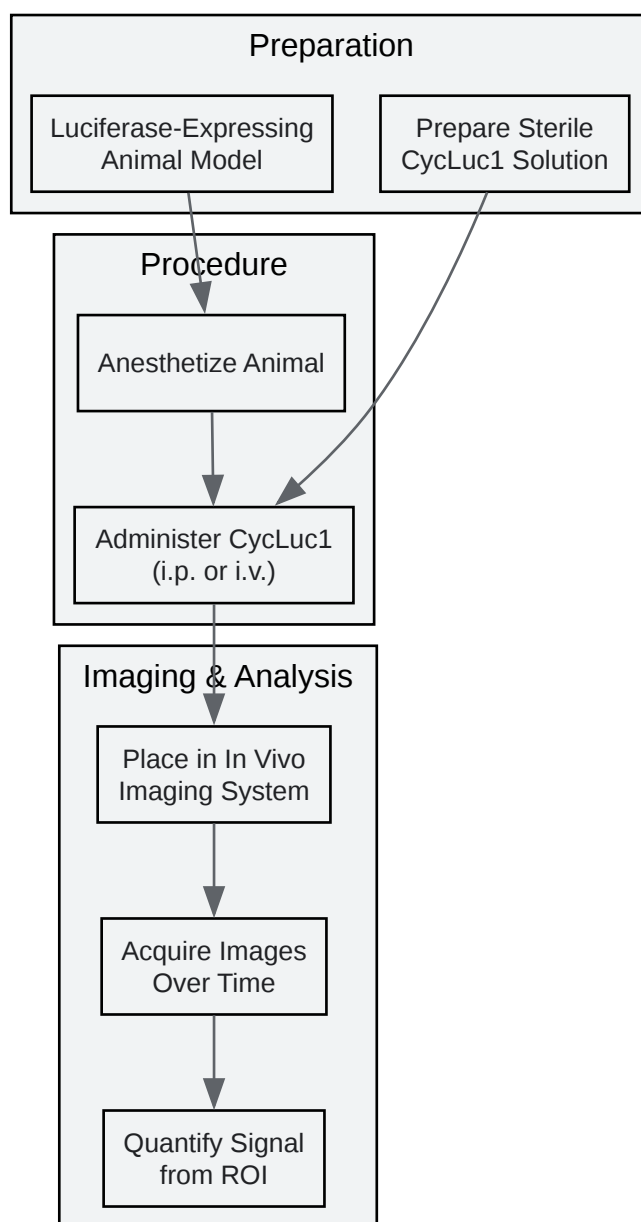 Preparation
Luciferase-Expressing
Animal Model
Prepare Sterile
CycLuc1 Solution
Procedure
Anesthetize Animal
Administer CycLuc1
(i.p. or i.v.)
Imaging & Analysis
Place in In Vivo
Imaging System
Acquire Images
Over Time
Quantify Signal
from ROI